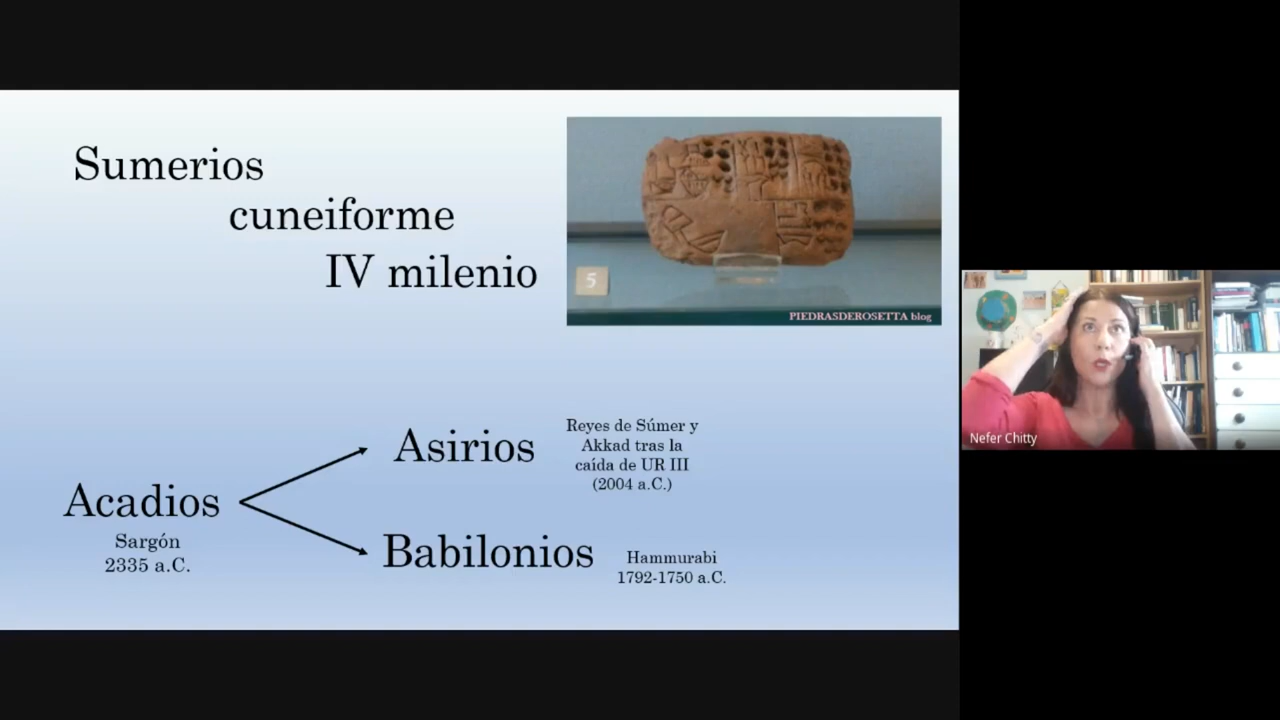 Sumerios
cuneiforme
IV milenio
5
PIEDRASDEROSETTA blog
Acadios
Sargón
2335 a.C.
Asirios
Reyes de Súmer y
Akkad tras la
caída de UR III
(2004 a.C.)
Babilonios
Hammurabi
1792-1750 a.C.
Nefer Chitty